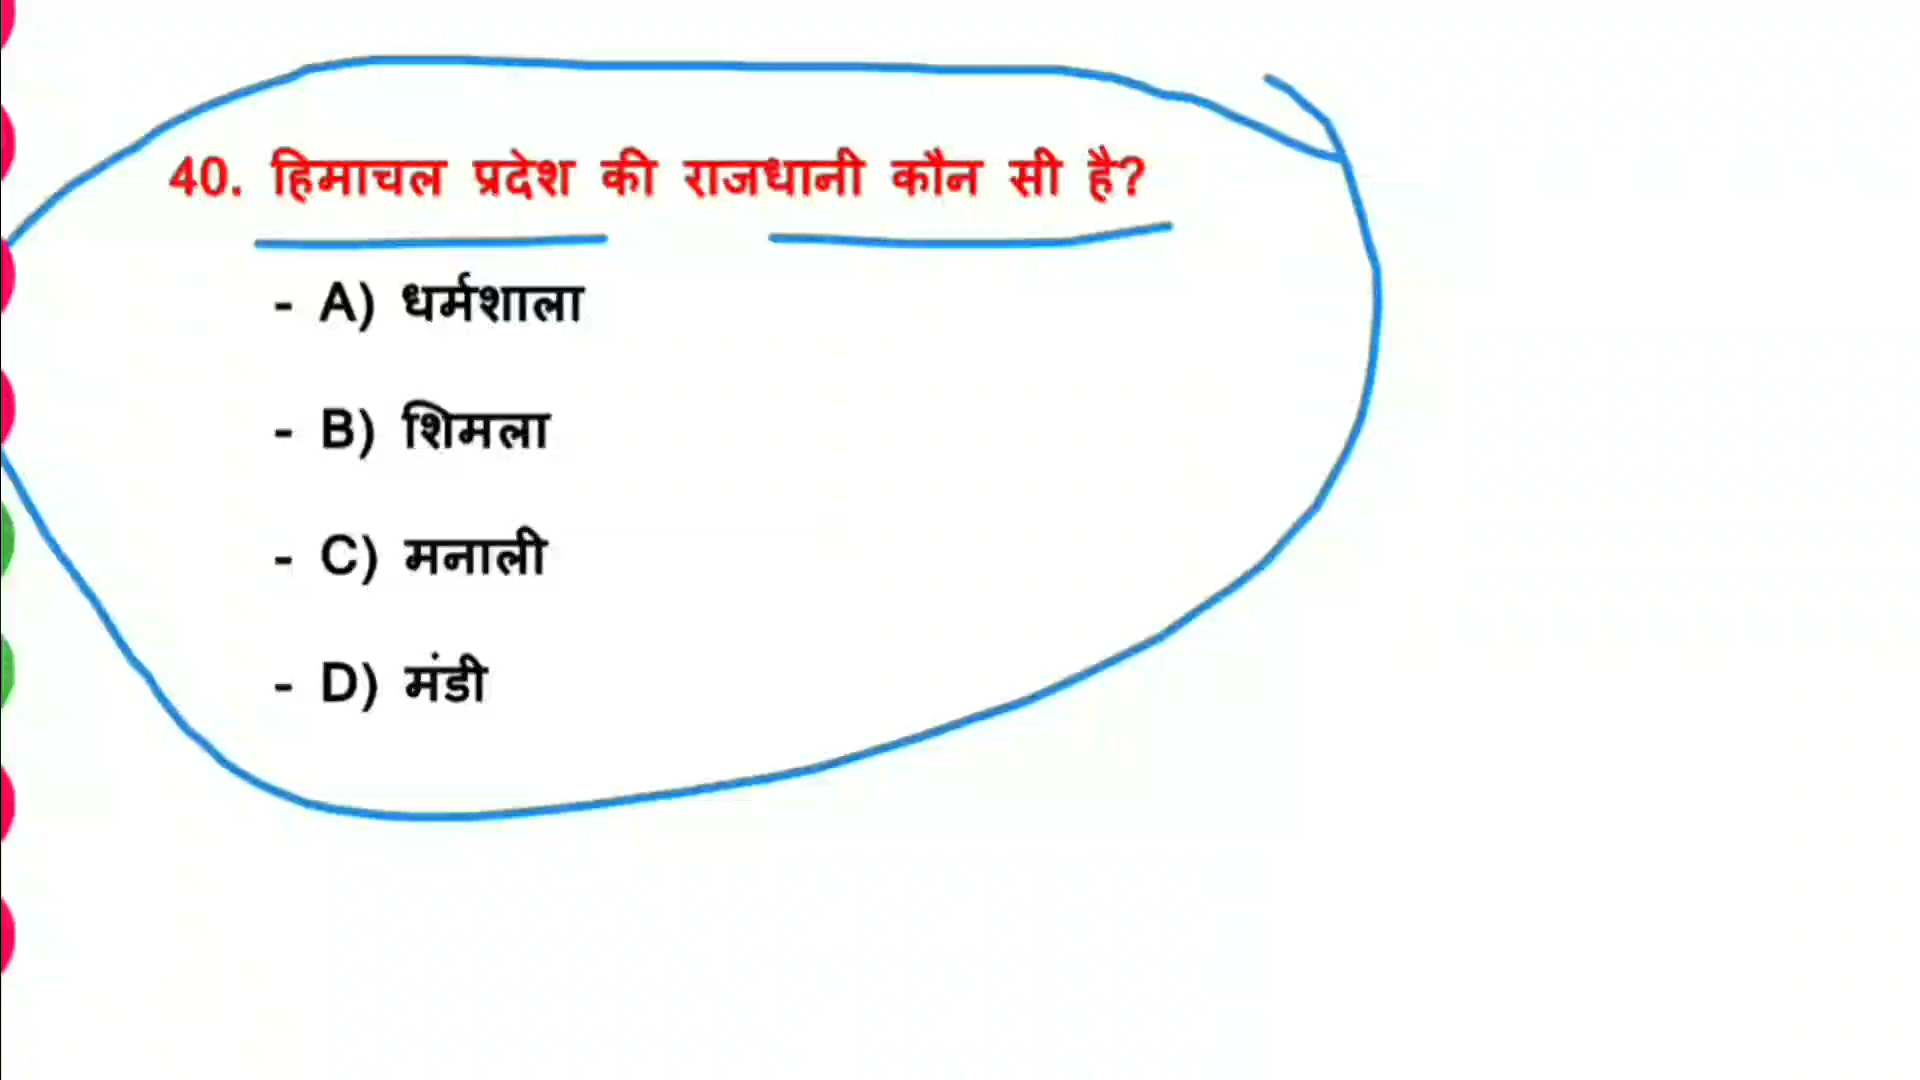 40. हिमाचल प्रदेश की राजधानी कौन सी है?
- A) धर्मशाला
- B) शिमला
- C) मनाली
- D) मंडी